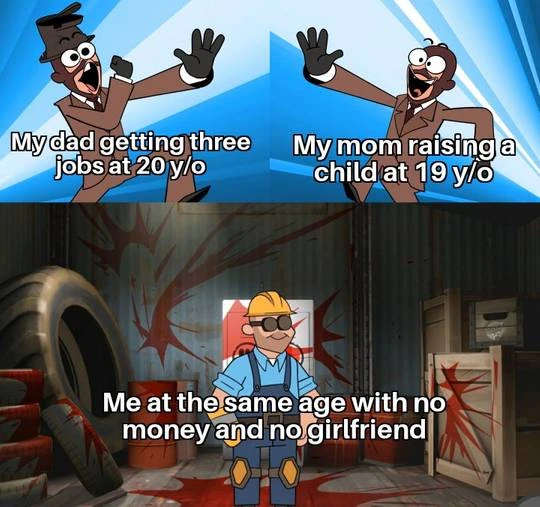 My dad getting three
jobs at 20 y/o
My mom raising a
child at 19 y/o
Me at the same age with no
money and no girlfriend